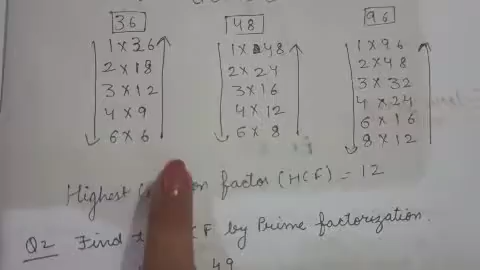 36 48 96
1 × 36 1 × 48 1 × 96
2 × 18 2 × 24 2 × 48
3 × 12 3 × 16 3 × 32
4 × 9 4 × 12 4 × 24
6 × 6 6 × 8 6 × 16
8 × 12
Highest factor (HCF) = 12
Q2 Find F by Prime factorization.
49